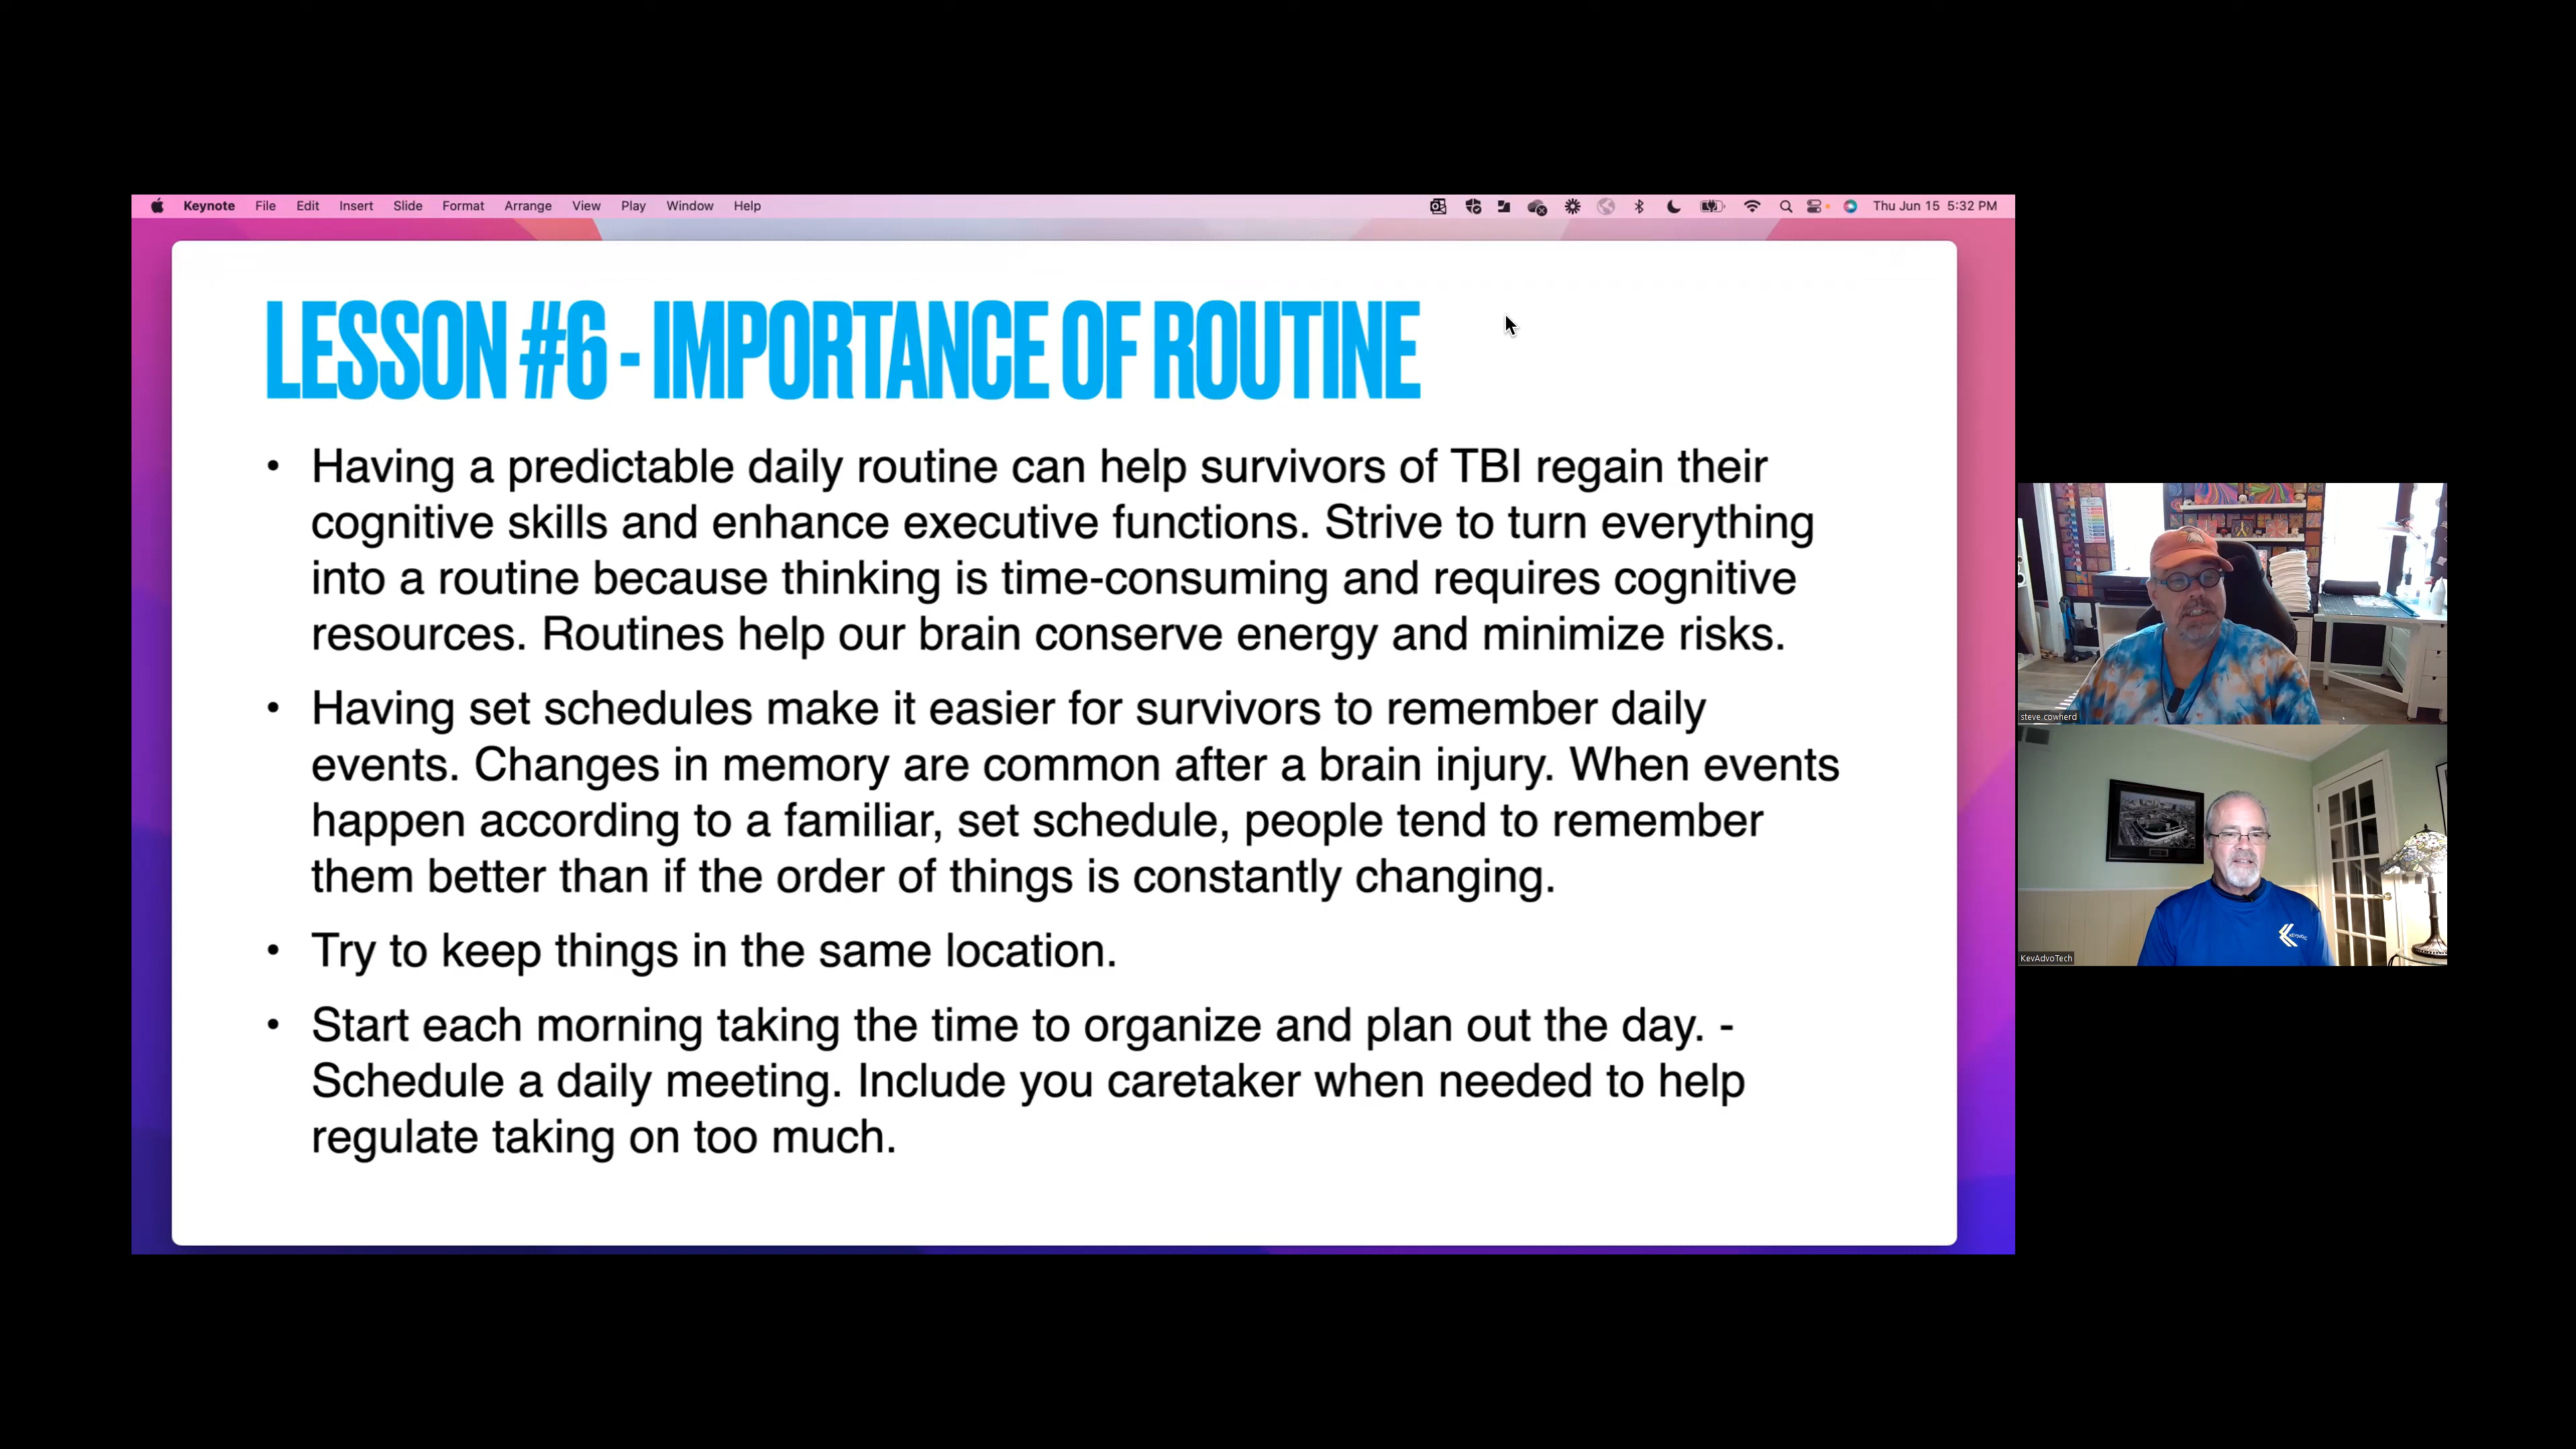 Keynote File Edit Insert Slide Format Arrange View Play Window Help
Thu Jun 15 5:32 PM
LESSON #6 - IMPORTANCE OF ROUTINE
• Having a predictable daily routine can help survivors of TBI regain their
cognitive skills and enhance executive functions. Strive to turn everything
into a routine because thinking is time-consuming and requires cognitive
resources. Routines help our brain conserve energy and minimize risks.
• Having set schedules make it easier for survivors to remember daily
events. Changes in memory are common after a brain injury. When events
happen according to a familiar, set schedule, people tend to remember
them better than if the order of things is constantly changing.
• Try to keep things in the same location.
• Start each morning taking the time to organize and plan out the day. -
Schedule a daily meeting. Include you caretaker when needed to help
regulate taking on too much.
steve cowherd
KevAdvoTech